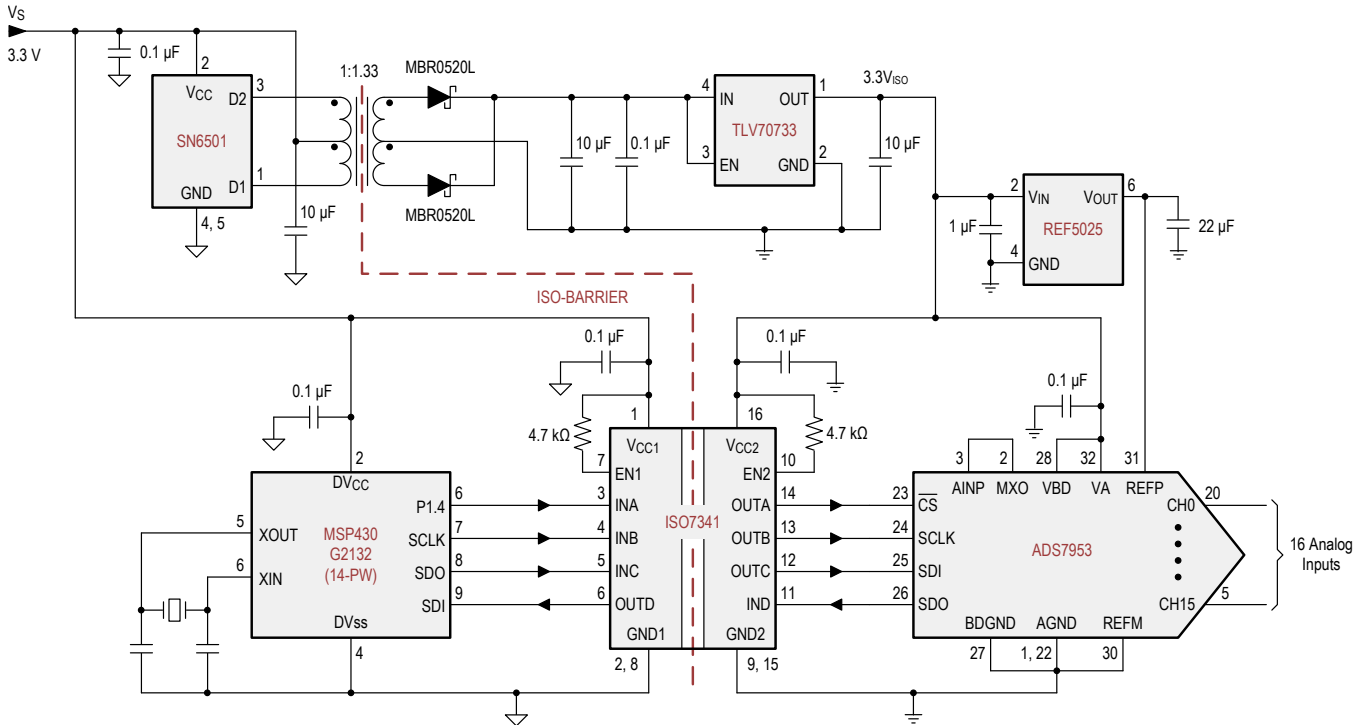 VS
3.3 V
0.1 µF
2
VCC
D2
3
SN6501
D1
1
GND
4, 5
10 µF
1:1.33
MBR0520L
MBR0520L
10 µF
0.1 µF
4
IN
OUT
1
TLV70733
3
EN
GND
2
3.3VISO
10 µF
2
VIN
VOUT
6
REF5025
1 µF
4
GND
22 µF
ISO-BARRIER
0.1 µF
0.1 µF
0.1 µF
0.1 µF
4.7 kΩ
4.7 kΩ
2
DVCC
5
XOUT
6
XIN
MSP430
G2132
(14-PW)
P1.4
6
SCLK
7
SDO
8
SDI
9
DVss
4
1
VCC1
7
EN1
3
INA
4
INB
5
INC
6
OUTD
GND1
2, 8
ISO7341
16
VCC2
EN2
10
OUTA
14
OUTB
13
OUTC
12
IND
11
GND2
9, 15
3
2
28
32
31
AINP
MXO
VBD
VA
REFP
23
CS
24
SCLK
25
SDI
26
SDO
ADS7953
CH0
20
CH15
5
16 Analog
Inputs
BDGND
AGND
REFM
27
1, 22
30